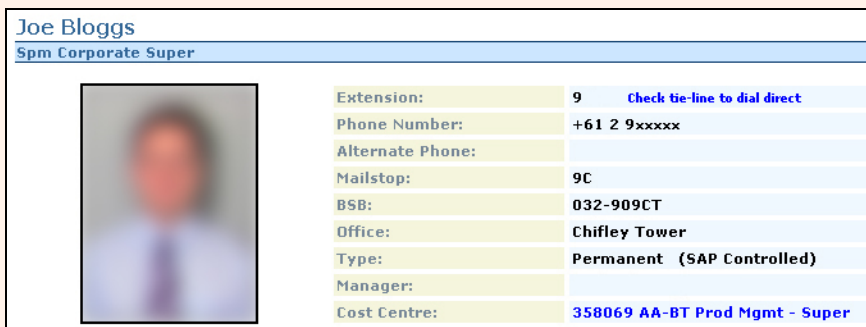 Joe Bloggs
Spm Corporate Super
Extension: 9 Check tie-line to dial direct
Phone Number: +61 2 9xxxxx
Alternate Phone:
Mailstop: 9C
BSB: 032-909CT
Office: Chifley Tower
Type: Permanent (SAP Controlled)
Manager:
Cost Centre: 358069 AA-BT Prod Mgmt - Super